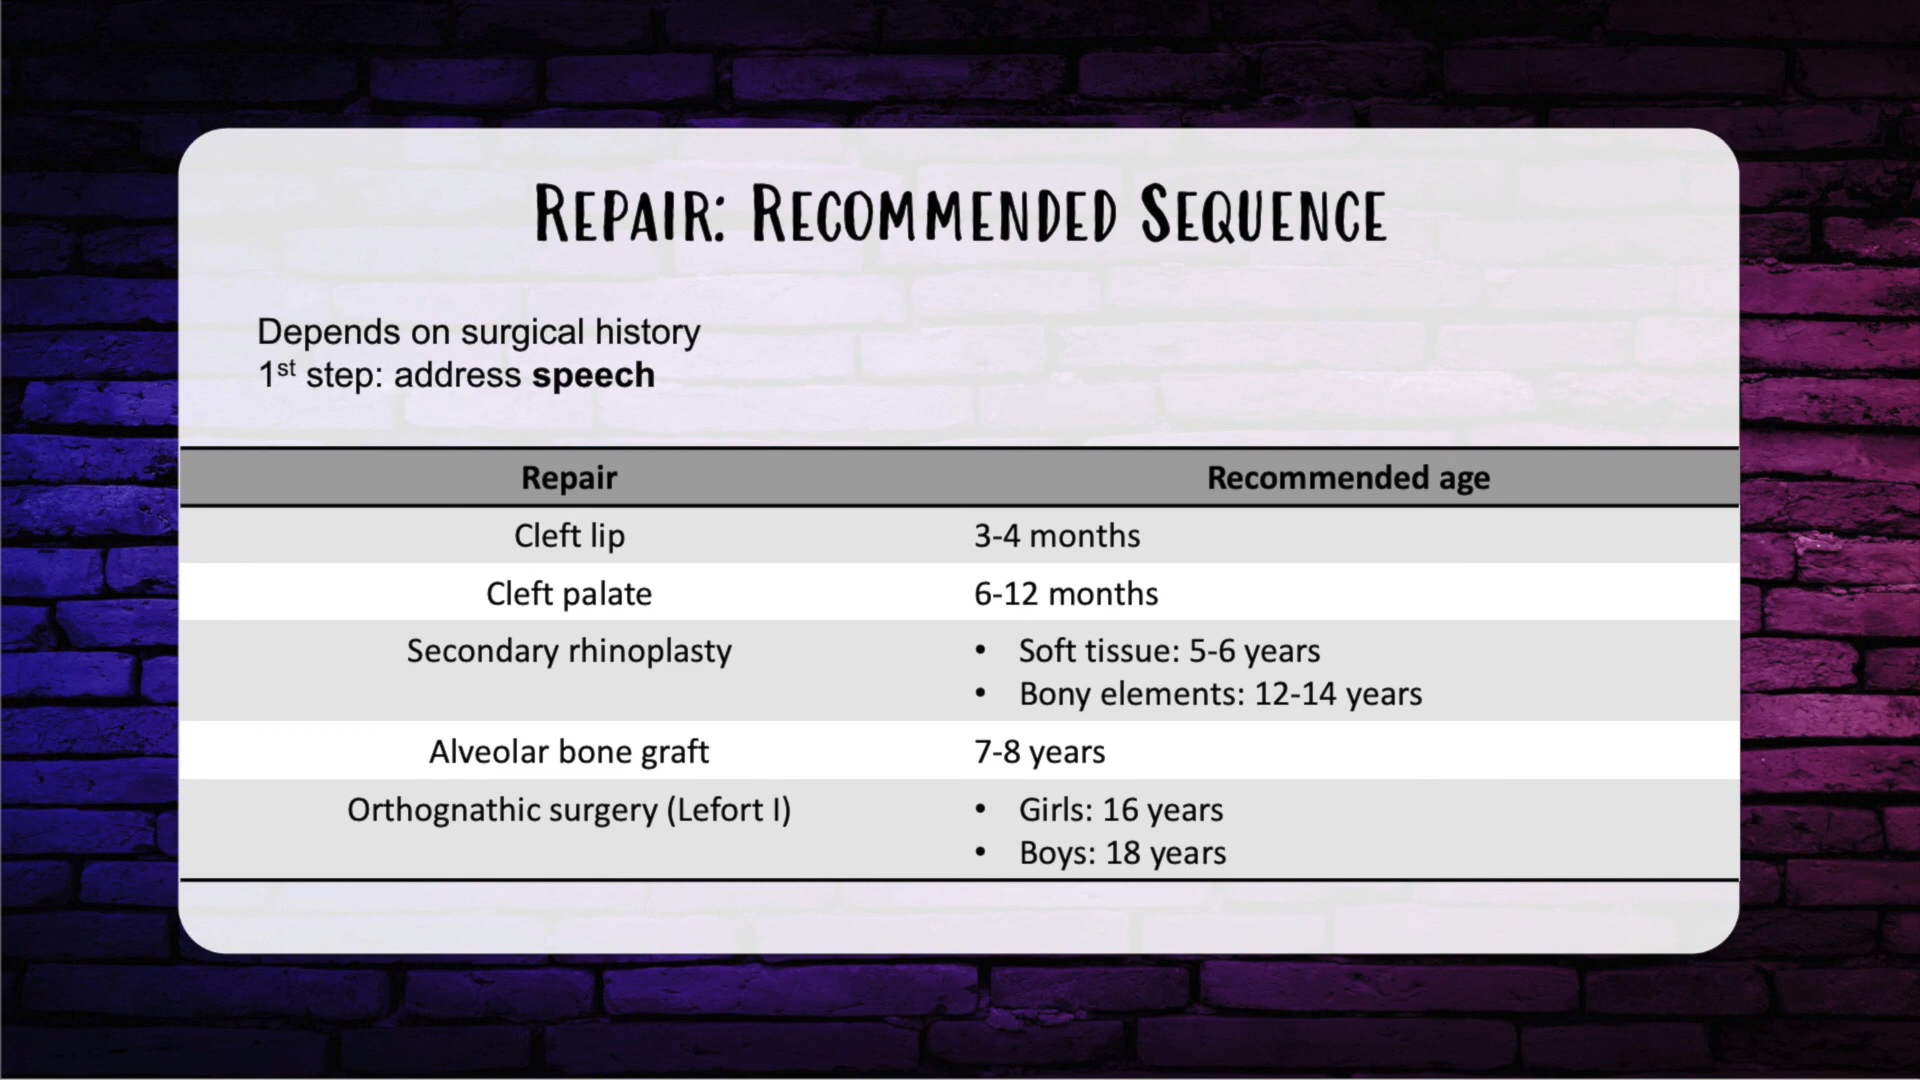 REPAIR: RECOMMENDED SEQUENCE
Depends on surgical history
1st step: address speech
Repair Recommended age
Cleft lip 3-4 months
Cleft palate 6-12 months
Secondary rhinoplasty • Soft tissue: 5-6 years
• Bony elements: 12-14 years
Alveolar bone graft 7-8 years
Orthognathic surgery (Lefort I) • Girls: 16 years
• Boys: 18 years